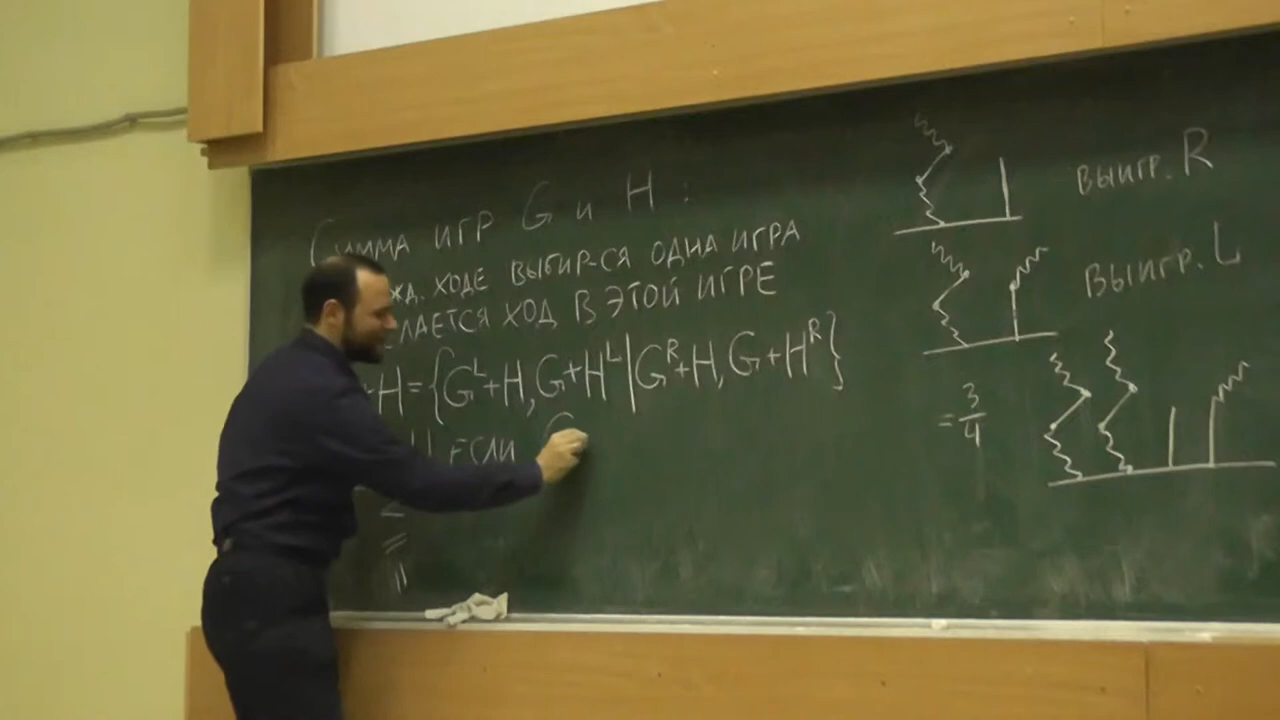 Сумма игр G и H:
жд. ходе выбир-ся одна игра
лается ход в этой игре
+H={G^L+H, G+H^L|G^R+H, G+H^R}
если G
<
=
||
выигр. R
выигр. L
=3/4